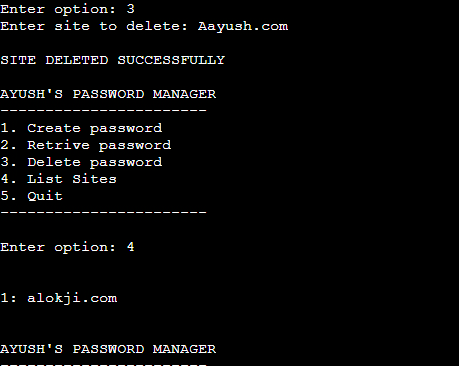 Enter option: 3
Enter site to delete: Aayush.com
SITE DELETED SUCCESSFULLY
AYUSH'S PASSWORD MANAGER
-----------------------
1. Create password
2. Retrive password
3. Delete password
4. List Sites
5. Quit
-----------------------
Enter option: 4
1: alokji.com
AYUSH'S PASSWORD MANAGER
-----------------------